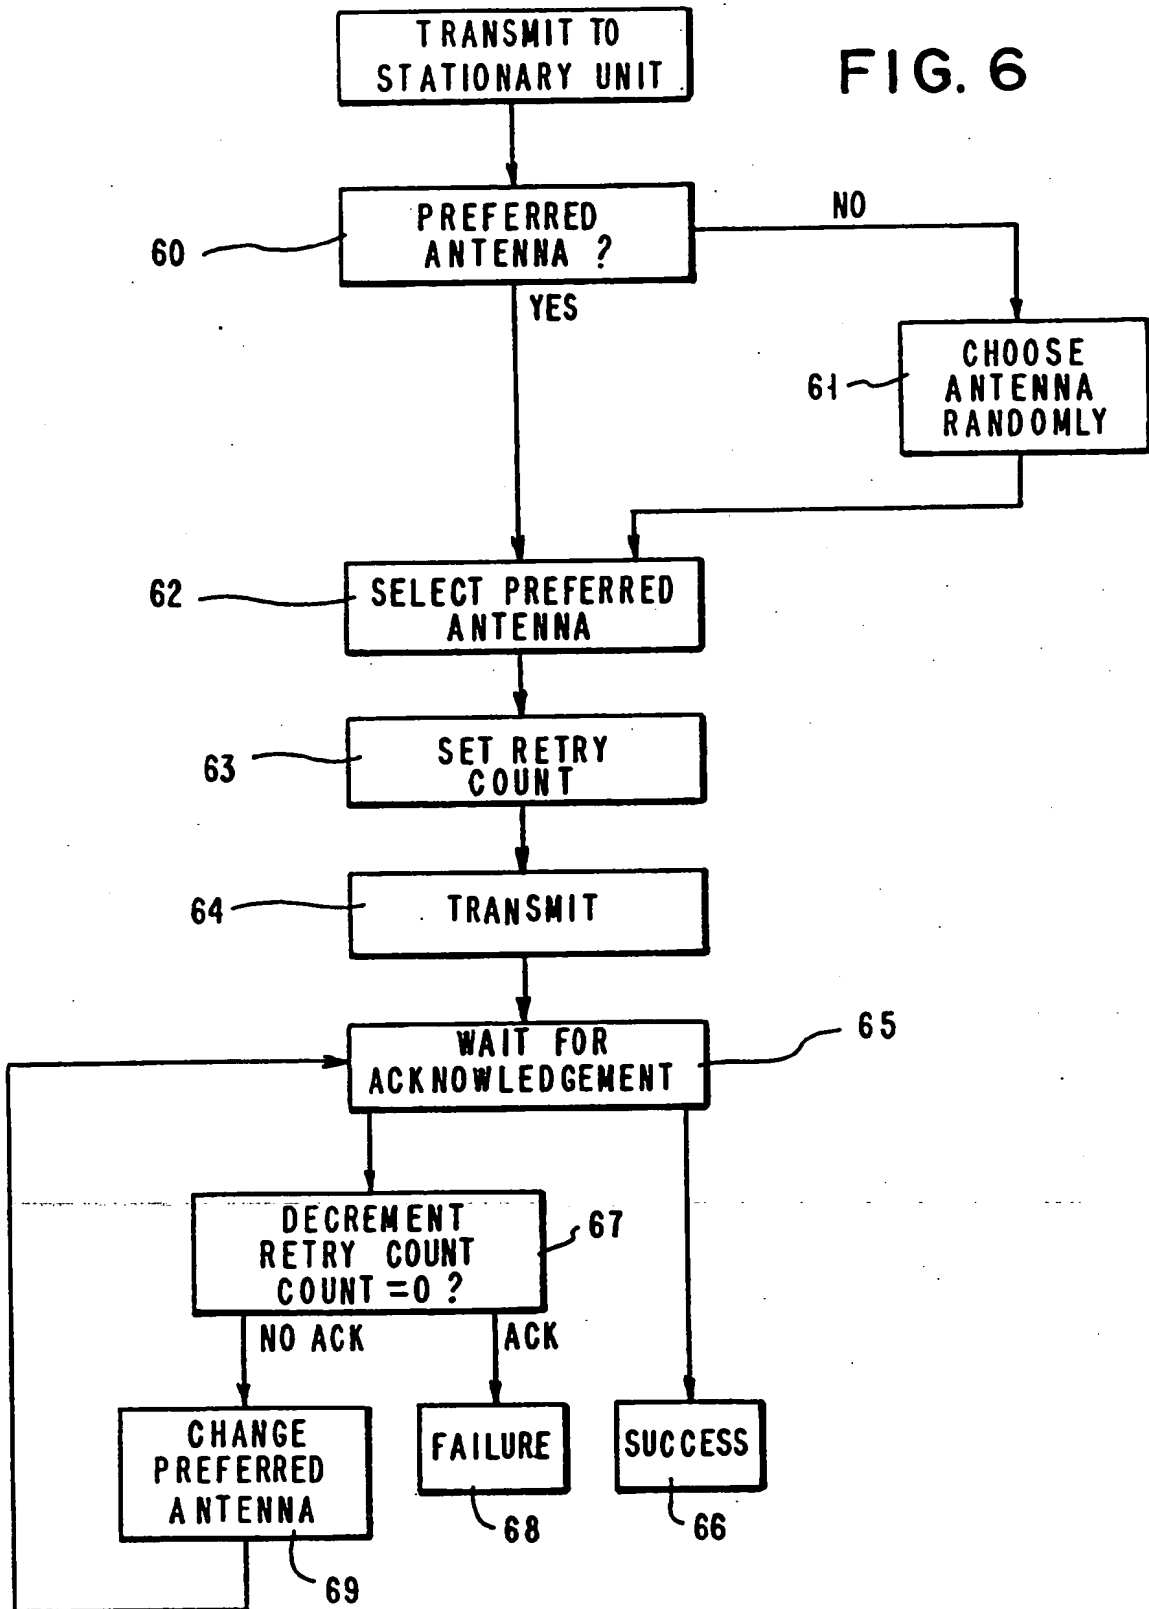 TRANSMIT TO
STATIONARY UNIT
FIG. 6
PREFERRED
ANTENNA ?
60
NO
YES
CHOOSE
ANTENNA
RANDOMLY
61
SELECT PREFERRED
ANTENNA
62
SET RETRY
COUNT
63
TRANSMIT
64
WAIT FOR
ACKNOWLEDGEMENT
65
DECREMENT
RETRY COUNT
COUNT =0 ?
67
NO ACK
ACK
CHANGE
PREFERRED
ANTENNA
69
FAILURE
68
SUCCESS
66